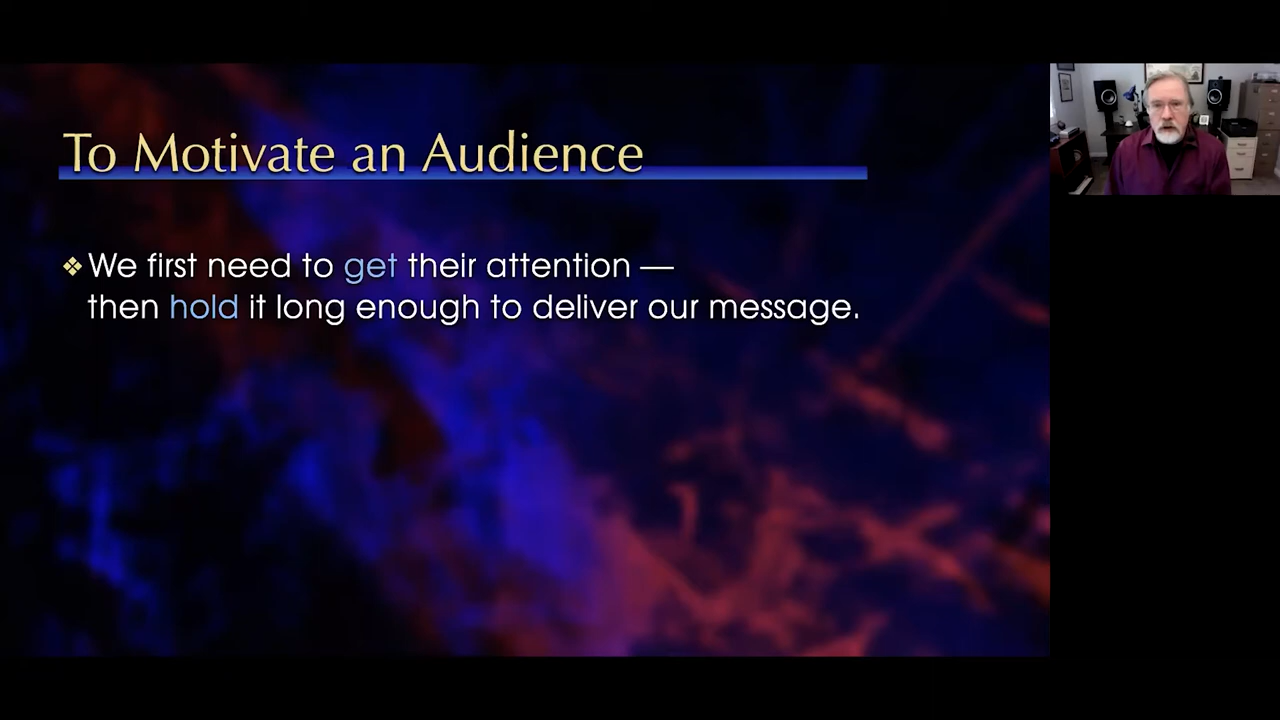 To Motivate an Audience
❖ We first need to get their attention —
then hold it long enough to deliver our message.